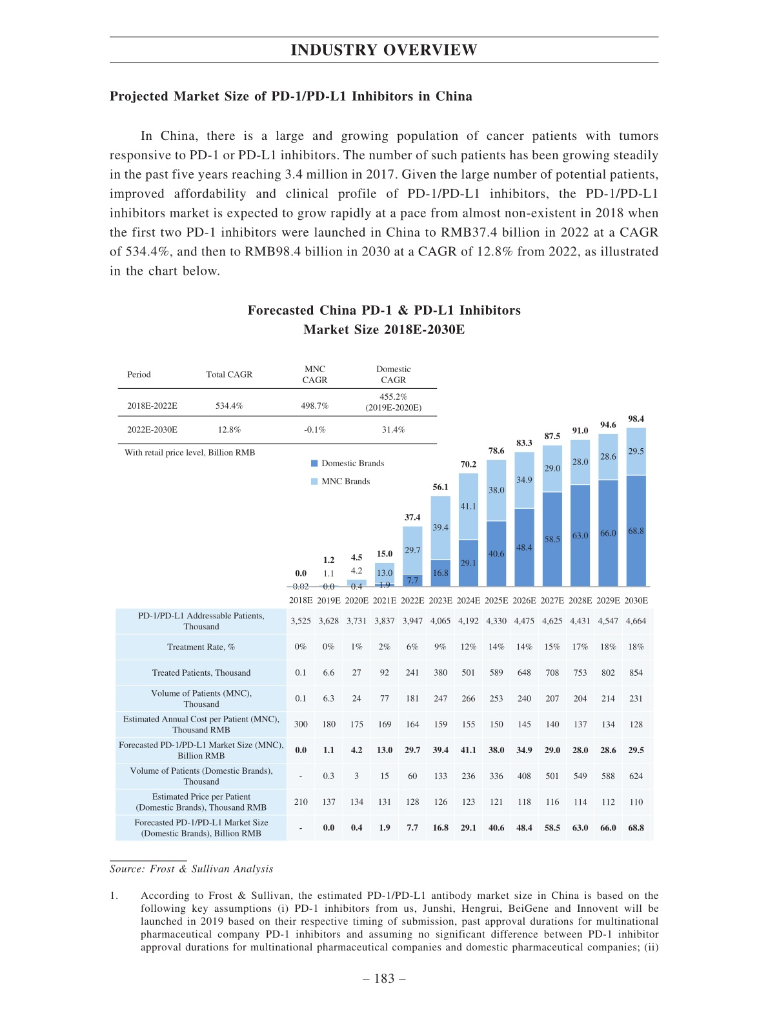 INDUSTRY OVERVIEW
Projected Market Size of PD-1/PD-L1 Inhibitors in China
In China, there is a large and growing population of cancer patients with tumors
responsive to PD-1 or PD-L1 inhibitors. The number of such patients has been growing steadily
in the past five years reaching 3.4 million in 2017. Given the large number of potential patients,
improved affordability and clinical profile of PD-1/PD-L1 inhibitors, the PD-1/PD-L1
inhibitors market is expected to grow rapidly at a pace from almost non-existent in 2018 when
the first two PD-1 inhibitors were launched in China to RMB37.4 billion in 2022 at a CAGR
of 534.4%, and then to RMB98.4 billion in 2030 at a CAGR of 12.8% from 2022, as illustrated
in the chart below.
Forecasted China PD-1 & PD-L1 Inhibitors
Market Size 2018E-2030E
Period Total CAGR MNC CAGR Domestic CAGR
2018E-2022E 534.4% 498.7% 455.2% (2019E-2020E)
2022E-2030E 12.8% -0.1% 31.4%
With retail price level, Billion RMB
Domestic Brands
MNC Brands
0.0 1.2 4.5 15.0 37.4 56.1 70.2 78.6 83.3 87.5 91.0 94.6 98.4
0.02 1.1 4.2 13.0 29.7 39.4 41.1 38.0 34.9 29.0 28.0 28.6 29.5
0.0 0.4 1.9 7.7 16.8 29.1 40.6 48.4 58.5 63.0 66.0 68.8
2018E 2019E 2020E 2021E 2022E 2023E 2024E 2025E 2026E 2027E 2028E 2029E 2030E
PD-1/PD-L1 Addressable Patients,
Thousand
3,525 3,628 3,731 3,837 3,947 4,065 4,192 4,330 4,475 4,625 4,431 4,547 4,664
Treatment Rate, % 0% 0% 1% 2% 6% 9% 12% 14% 14% 15% 17% 18% 18%
Treated Patients, Thousand 0.1 6.6 27 92 241 380 501 589 648 708 753 802 854
Volume of Patients (MNC),
Thousand
0.1 6.3 24 77 181 247 266 253 240 207 204 214 231
Estimated Annual Cost per Patient (MNC),
Thousand RMB
300 180 175 169 164 159 155 150 145 140 137 134 128
Forecasted PD-1/PD-L1 Market Size (MNC),
Billion RMB
0.0 1.1 4.2 13.0 29.7 39.4 41.1 38.0 34.9 29.0 28.0 28.6 29.5
Volume of Patients (Domestic Brands),
Thousand
- 0.3 3 15 60 133 236 336 408 501 549 588 624
Estimated Price per Patient
(Domestic Brands), Thousand RMB
210 137 134 131 128 126 123 121 118 116 114 112 110
Forecasted PD-1/PD-L1 Market Size
(Domestic Brands), Billion RMB
- 0.0 0.4 1.9 7.7 16.8 29.1 40.6 48.4 58.5 63.0 66.0 68.8
Source: Frost & Sullivan Analysis
1. According to Frost & Sullivan, the estimated PD-1/PD-L1 antibody market size in China is based on the
following key assumptions (i) PD-1 inhibitors from us, Junshi, Hengrui, BeiGene and Innovent will be
launched in 2019 based on their respective timing of submission, past approval durations for multinational
pharmaceutical company PD-1 inhibitors and assuming no significant difference between PD-1 inhibitor
approval durations for multinational pharmaceutical companies and domestic pharmaceutical companies; (ii)
– 183 –